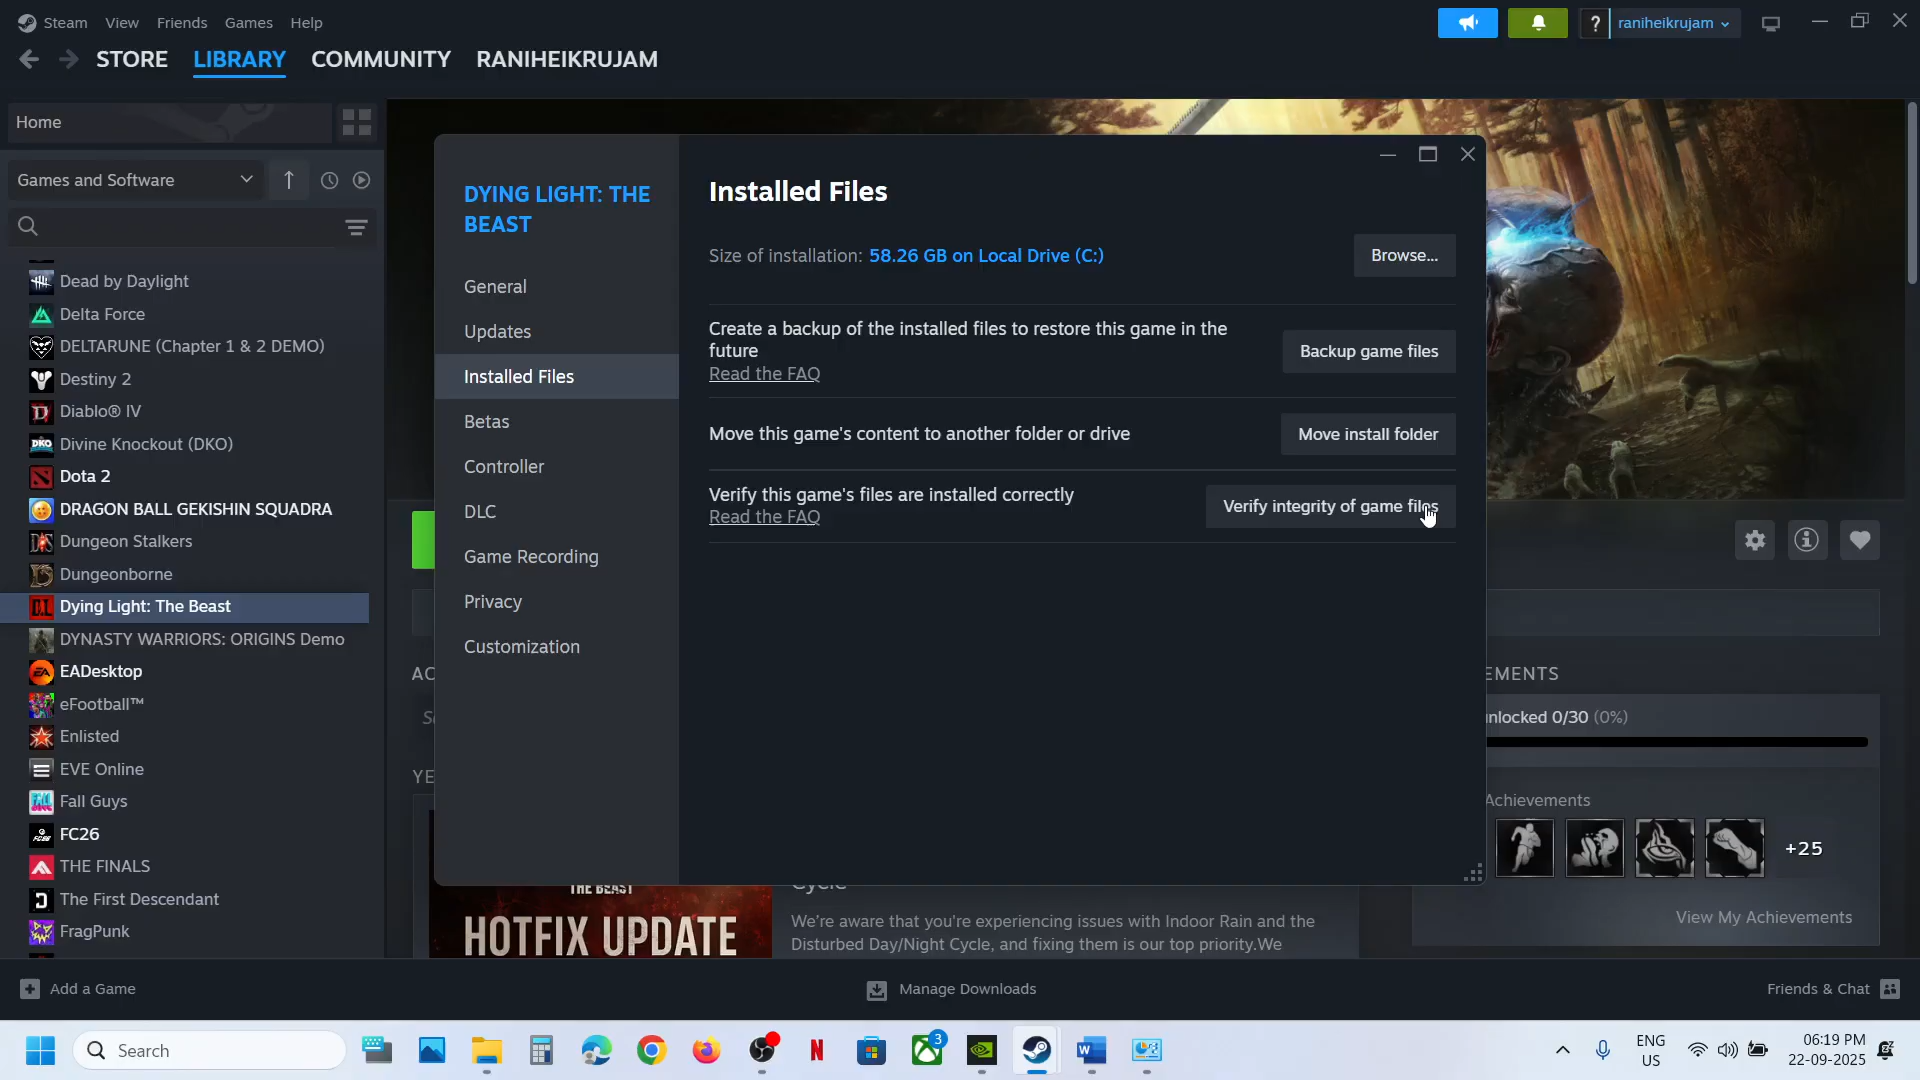 Steam View Friends Games Help
raniheikrujam
STORE LIBRARY COMMUNITY RANIHEIKRUJAM
Home
Games and Software
Dead by Daylight
Delta Force
DELTARUNE (Chapter 1 & 2 DEMO)
Destiny 2
Diablo® IV
Divine Knockout (DKO)
Dota 2
DRAGON BALL GEKISHIN SQUADRA
Dungeon Stalkers
Dungeonborne
Dying Light: The Beast
DYNASTY WARRIORS: ORIGINS Demo
EADesktop
eFootball™
Enlisted
EVE Online
Fall Guys
FC26
THE FINALS
The First Descendant
FragPunk
DYING LIGHT: THE
BEAST
General
Updates
Installed Files
Betas
Controller
DLC
Game Recording
Privacy
Customization
Installed Files
Size of installation: 58.26 GB on Local Drive (C:)
Browse...
Create a backup of the installed files to restore this game in the
future
Read the FAQ
Backup game files
Move this game's content to another folder or drive
Move install folder
Verify this game's files are installed correctly
Read the FAQ
Verify integrity of game files
AC
YE
EMENTS
nlocked 0/30 (0%)
Achievements
+25
View My Achievements
THE BEAST
HOTFIX UPDATE
Cycle
We're aware that you're experiencing issues with Indoor Rain and the
Disturbed Day/Night Cycle, and fixing them is our top priority.We
Add a Game
Manage Downloads
Friends & Chat
Search
3
ENG
US
06:19 PM
22-09-2025